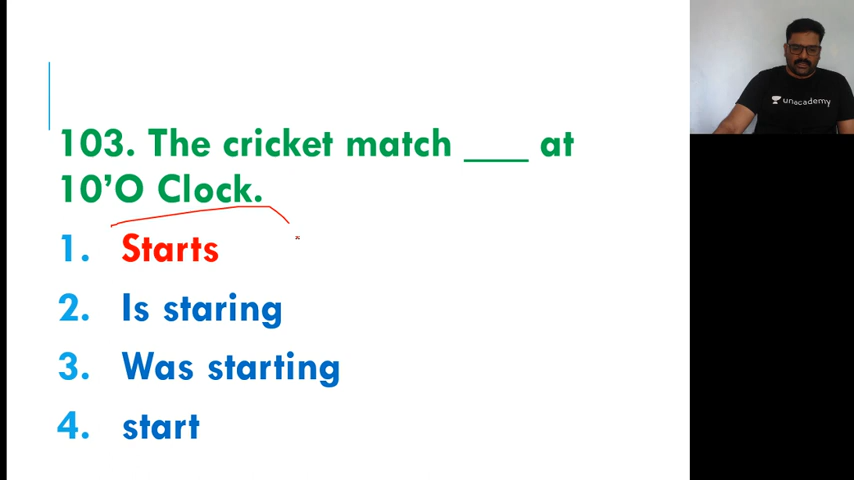 103. The cricket match ____ at
10’O Clock.
1. Starts
2. Is staring
3. Was starting
4. start
unacademy